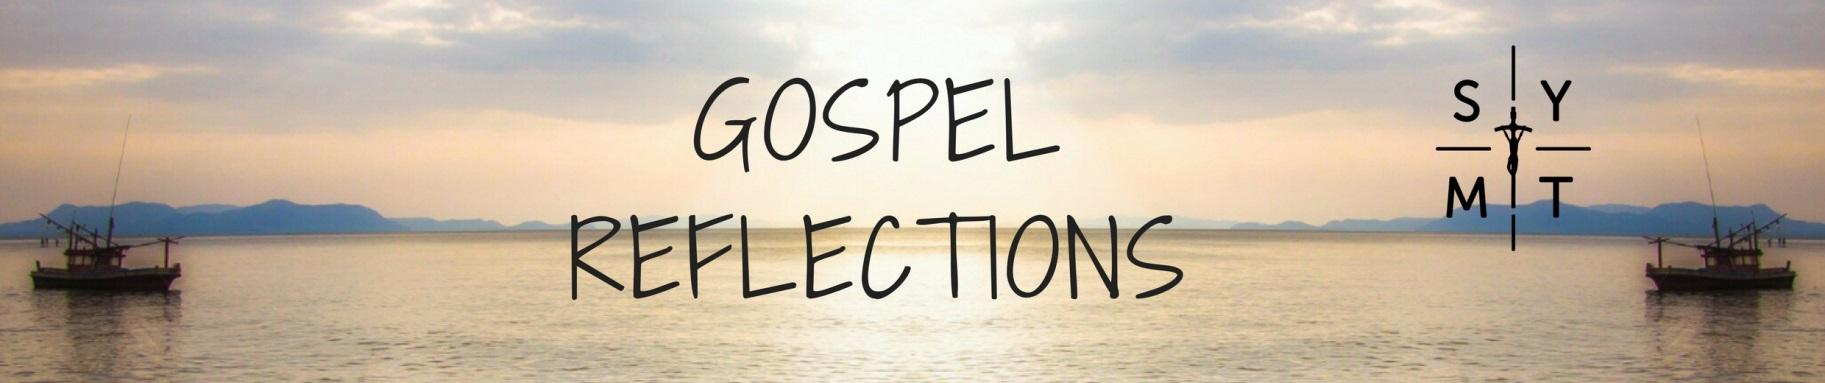 GOSPEL
REFLECTIONS
S Y
M T